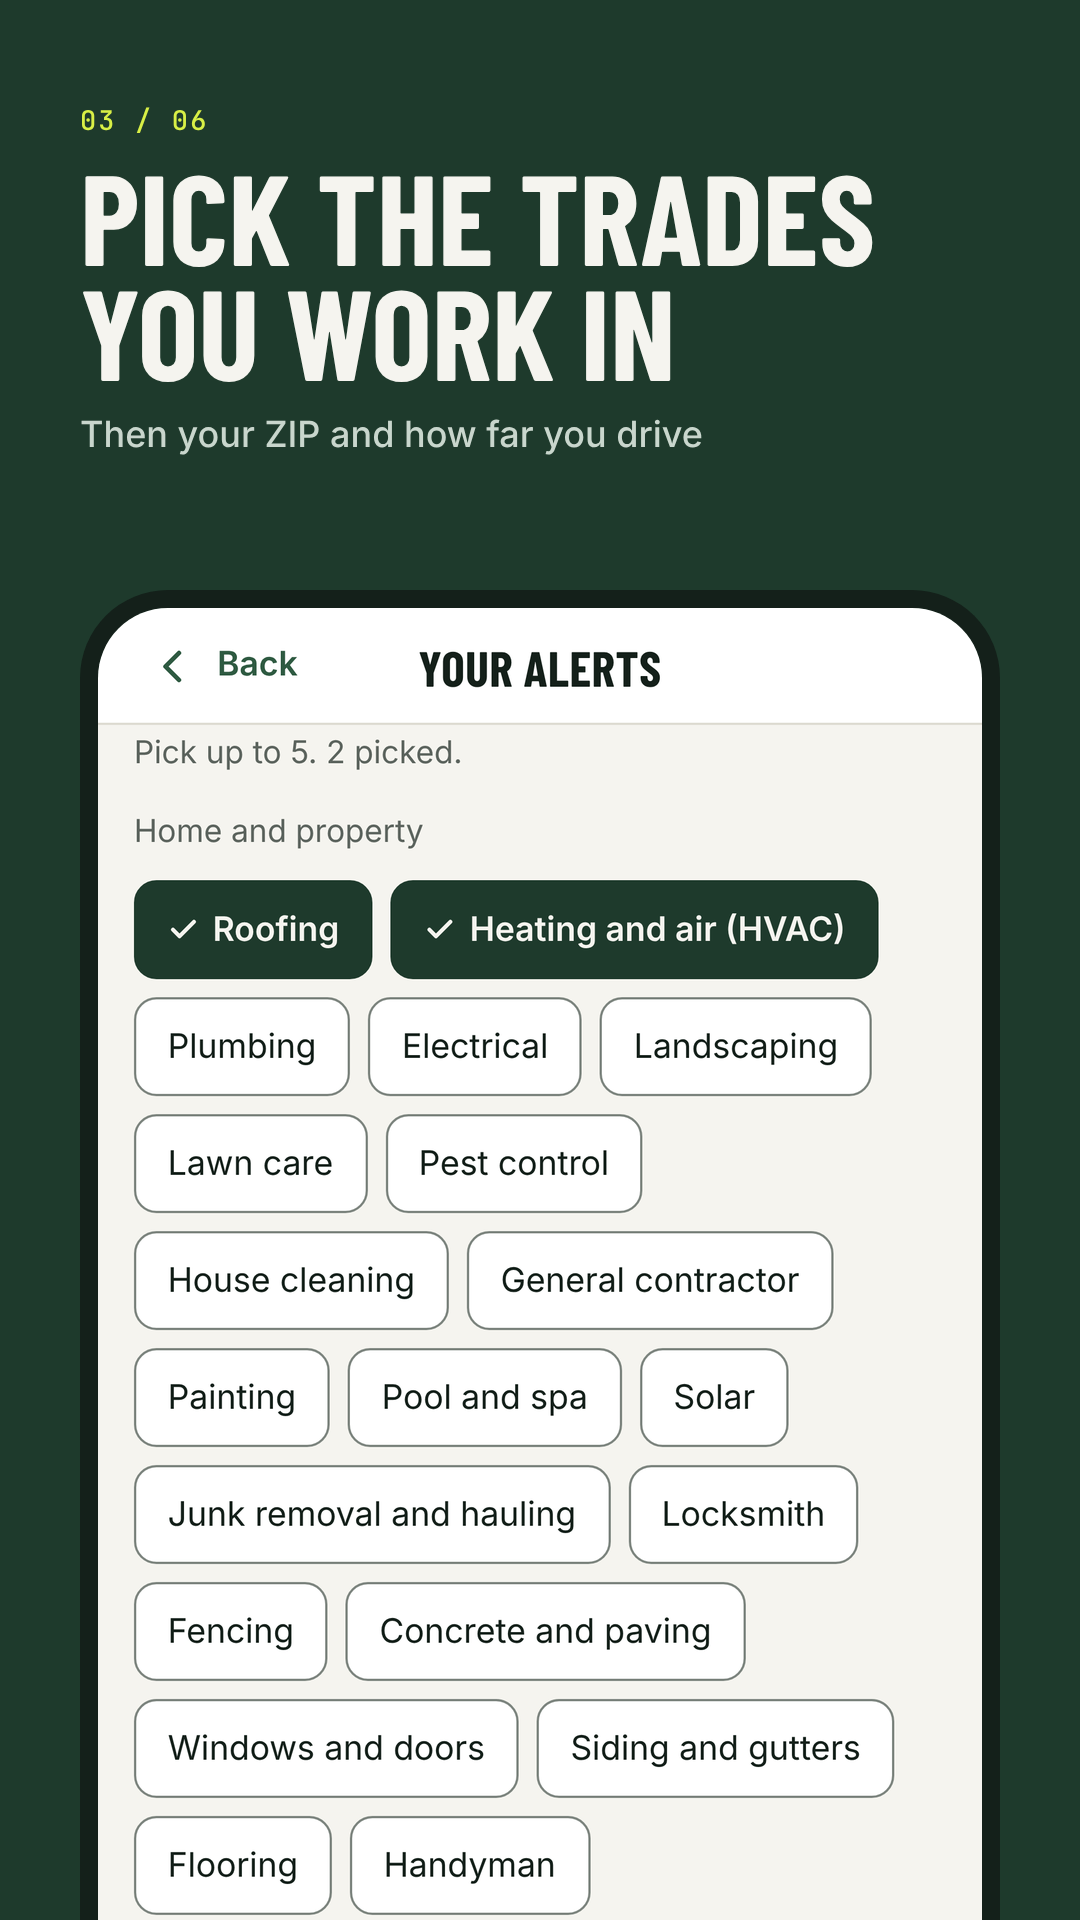 03 / 06
PICK THE TRADES
YOU WORK IN
Then your ZIP and how far you drive
Back
YOUR ALERTS
Pick up to 5. 2 picked.
Home and property
Roofing
Heating and air (HVAC)
Plumbing
Electrical
Landscaping
Lawn care
Pest control
House cleaning
General contractor
Painting
Pool and spa
Solar
Junk removal and hauling
Locksmith
Fencing
Concrete and paving
Windows and doors
Siding and gutters
Flooring
Handyman